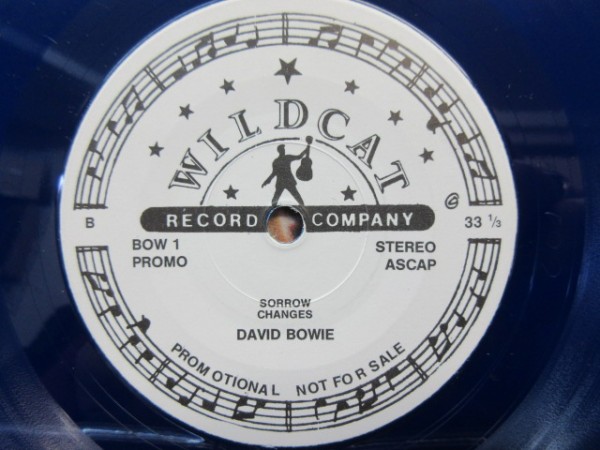 WILDCAT
RECORD COMPANY
B
33 1/3
BOW 1
PROMO
STEREO
ASCAP
SORROW
CHANGES
DAVID BOWIE
PROMOTIONAL NOT FOR SALE